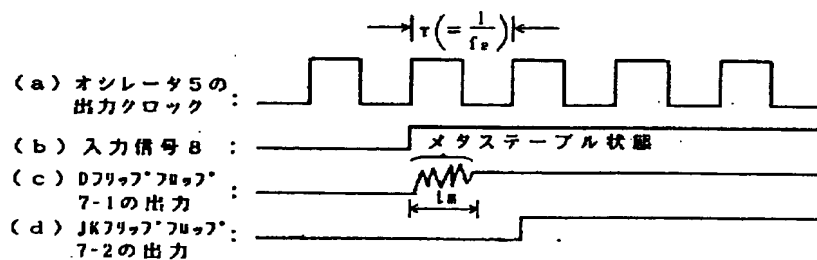 τ(=1/f₂)
(a) オシレータ5の
出力クロック:
(b) 入力信号8:
メタステーブル状態
(c) Dフリップフロップ
7-1の出力:
tm
(d) JKフリップフロップ
7-2の出力: